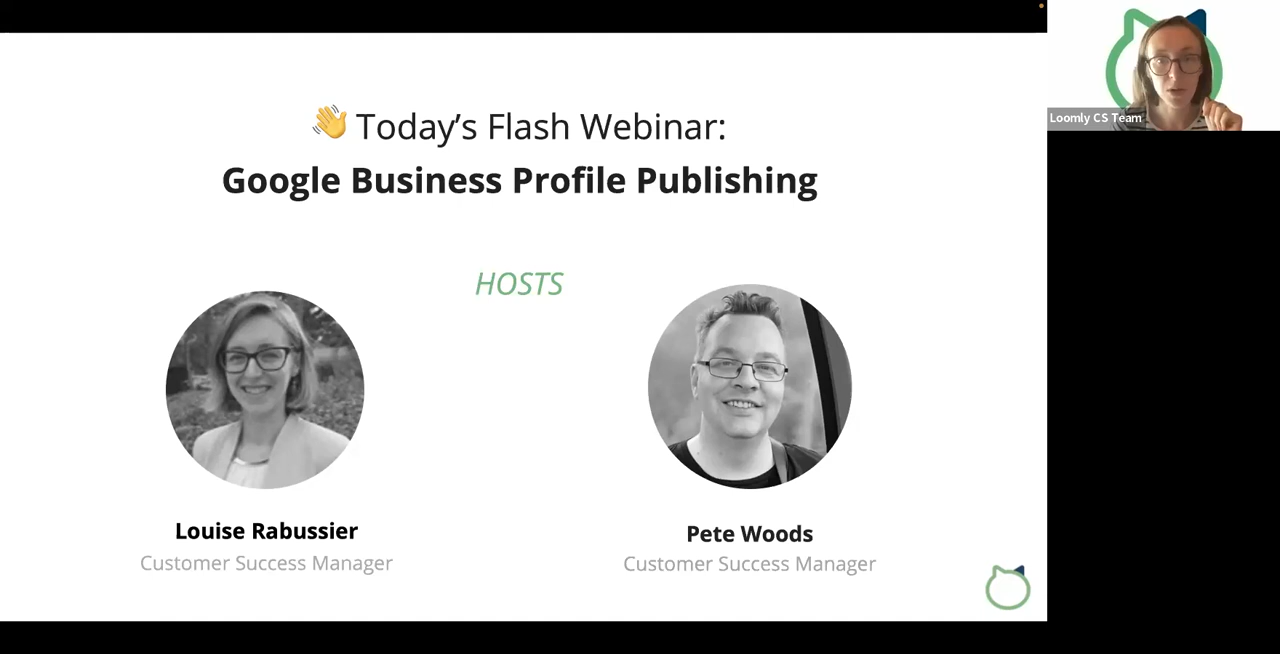 👋 Today's Flash Webinar:
Google Business Profile Publishing
HOSTS
Louise Rabussier
Customer Success Manager
Pete Woods
Customer Success Manager
Loomly CS Team